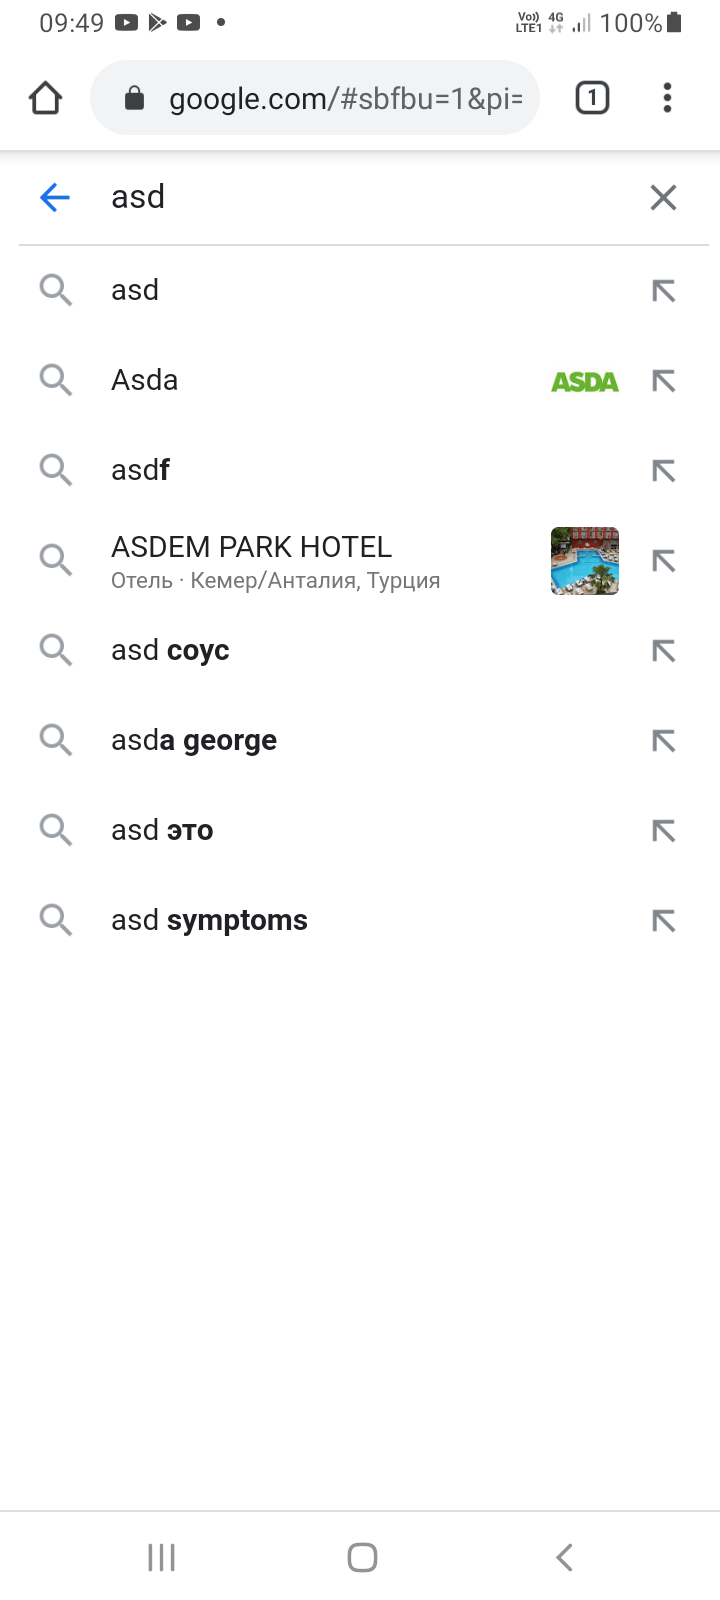 09:49
Vo)) LTE1 4G 100%
google.com/#sbfbu=1&pi=
1
asd
asd
Asda
ASDA
asdf
ASDEM PARK HOTEL
Отель · Кемер/Анталия, Турция
asd соус
asda george
asd это
asd symptoms